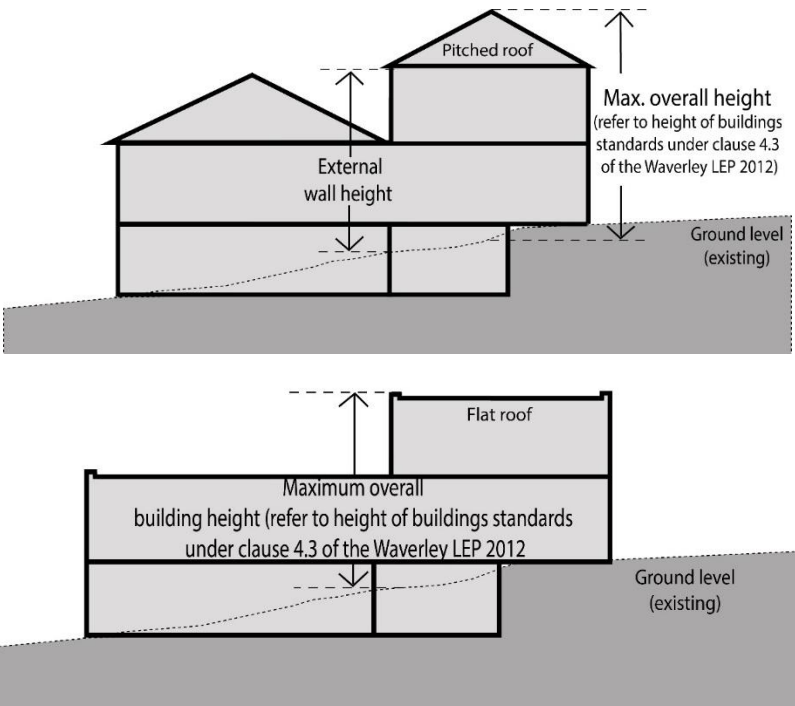 Pitched roof
Max. overall height
(refer to height of buildings
standards under clause 4.3
of the Waverley LEP 2012)
External
wall height
Ground level
(existing)
Flat roof
Maximum overall
building height (refer to height of buildings standards
under clause 4.3 of the Waverley LEP 2012
Ground level
(existing)